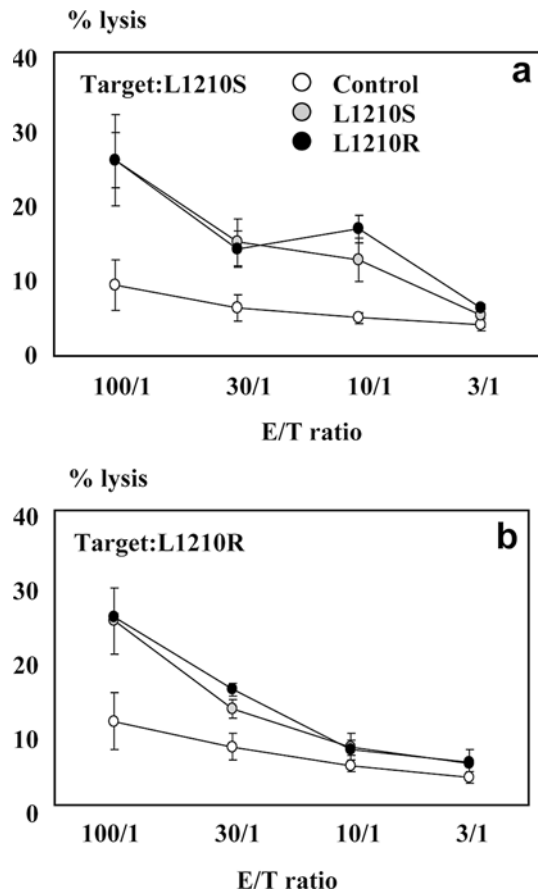 % lysis
40
a
Target:L1210S
Control
L1210S
30
L1210R
20
10
0
100/1 30/1 10/1 3/1
E/T ratio
% lysis
40
b
Target:L1210R
30
20
10
0
100/1 30/1 10/1 3/1
E/T ratio